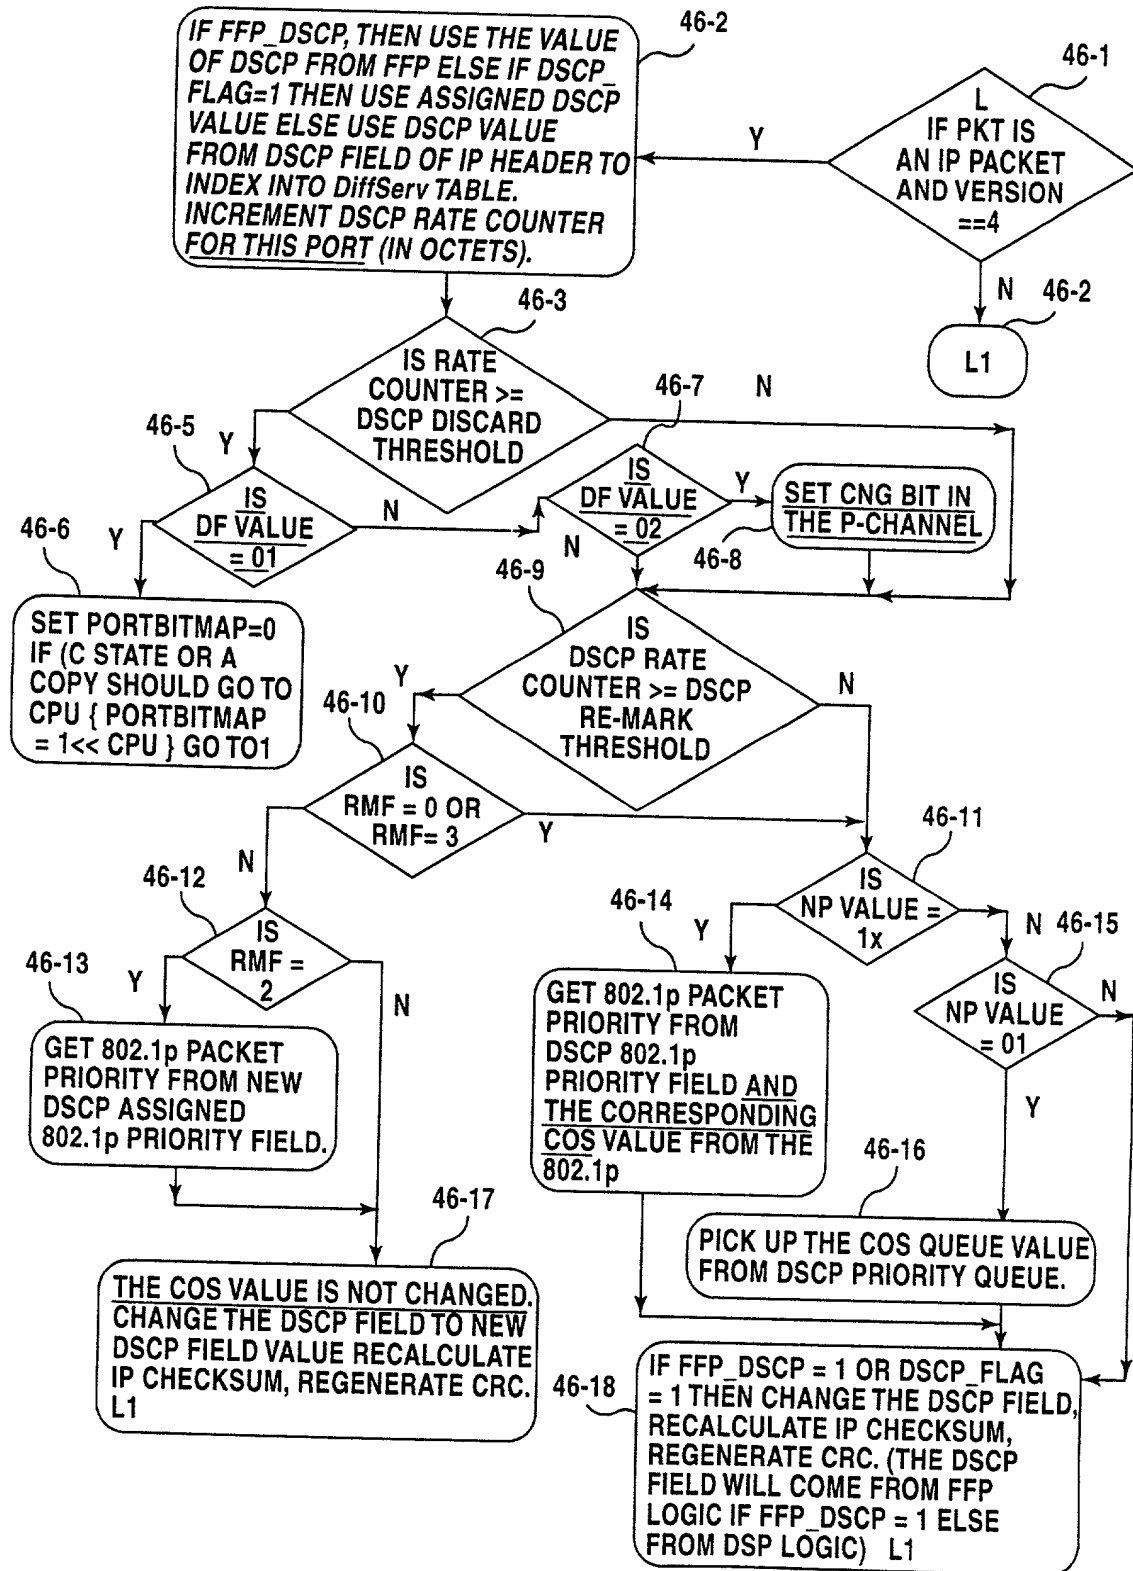 46-2
IF FFP_DSCP, THEN USE THE VALUE
OF DSCP FROM FFP ELSE IF DSCP_
FLAG=1 THEN USE ASSIGNED DSCP
VALUE ELSE USE DSCP VALUE
FROM DSCP FIELD OF IP HEADER TO
INDEX INTO DiffServ TABLE.
INCREMENT DSCP RATE COUNTER
FOR THIS PORT (IN OCTETS).
46-1
L
IF PKT IS
AN IP PACKET
AND VERSION
==4
Y
N
46-2
L1
46-3
IS RATE
COUNTER >=
DSCP DISCARD
THRESHOLD
Y
N
46-5
IS
DF VALUE
= 01
Y
N
46-7
IS
DF VALUE
= 02
Y
N
SET CNG BIT IN
THE P-CHANNEL
46-8
46-6
SET PORTBITMAP=0
IF (C STATE OR A
COPY SHOULD GO TO
CPU { PORTBITMAP
= 1<< CPU } GO TO1
46-9
IS
DSCP RATE
COUNTER >= DSCP
RE-MARK
THRESHOLD
Y
N
46-10
IS
RMF = 0 OR
RMF= 3
N
Y
46-11
IS
NP VALUE =
1x
Y
N
46-12
IS
RMF =
2
Y
N
46-13
GET 802.1p PACKET
PRIORITY FROM NEW
DSCP ASSIGNED
802.1p PRIORITY FIELD.
46-14
GET 802.1p PACKET
PRIORITY FROM
DSCP 802.1p
PRIORITY FIELD AND
THE CORRESPONDING
COS VALUE FROM THE
802.1p
46-15
IS
NP VALUE
= 01
N
Y
46-16
PICK UP THE COS QUEUE VALUE
FROM DSCP PRIORITY QUEUE.
46-17
THE COS VALUE IS NOT CHANGED.
CHANGE THE DSCP FIELD TO NEW
DSCP FIELD VALUE RECALCULATE
IP CHECKSUM, REGENERATE CRC.
L1
46-18
IF FFP_DSCP = 1 OR DSCP_FLAG
= 1 THEN CHANGE THE DSCP FIELD,
RECALCULATE IP CHECKSUM,
REGENERATE CRC. (THE DSCP
FIELD WILL COME FROM FFP
LOGIC IF FFP_DSCP = 1 ELSE
FROM DSP LOGIC) L1